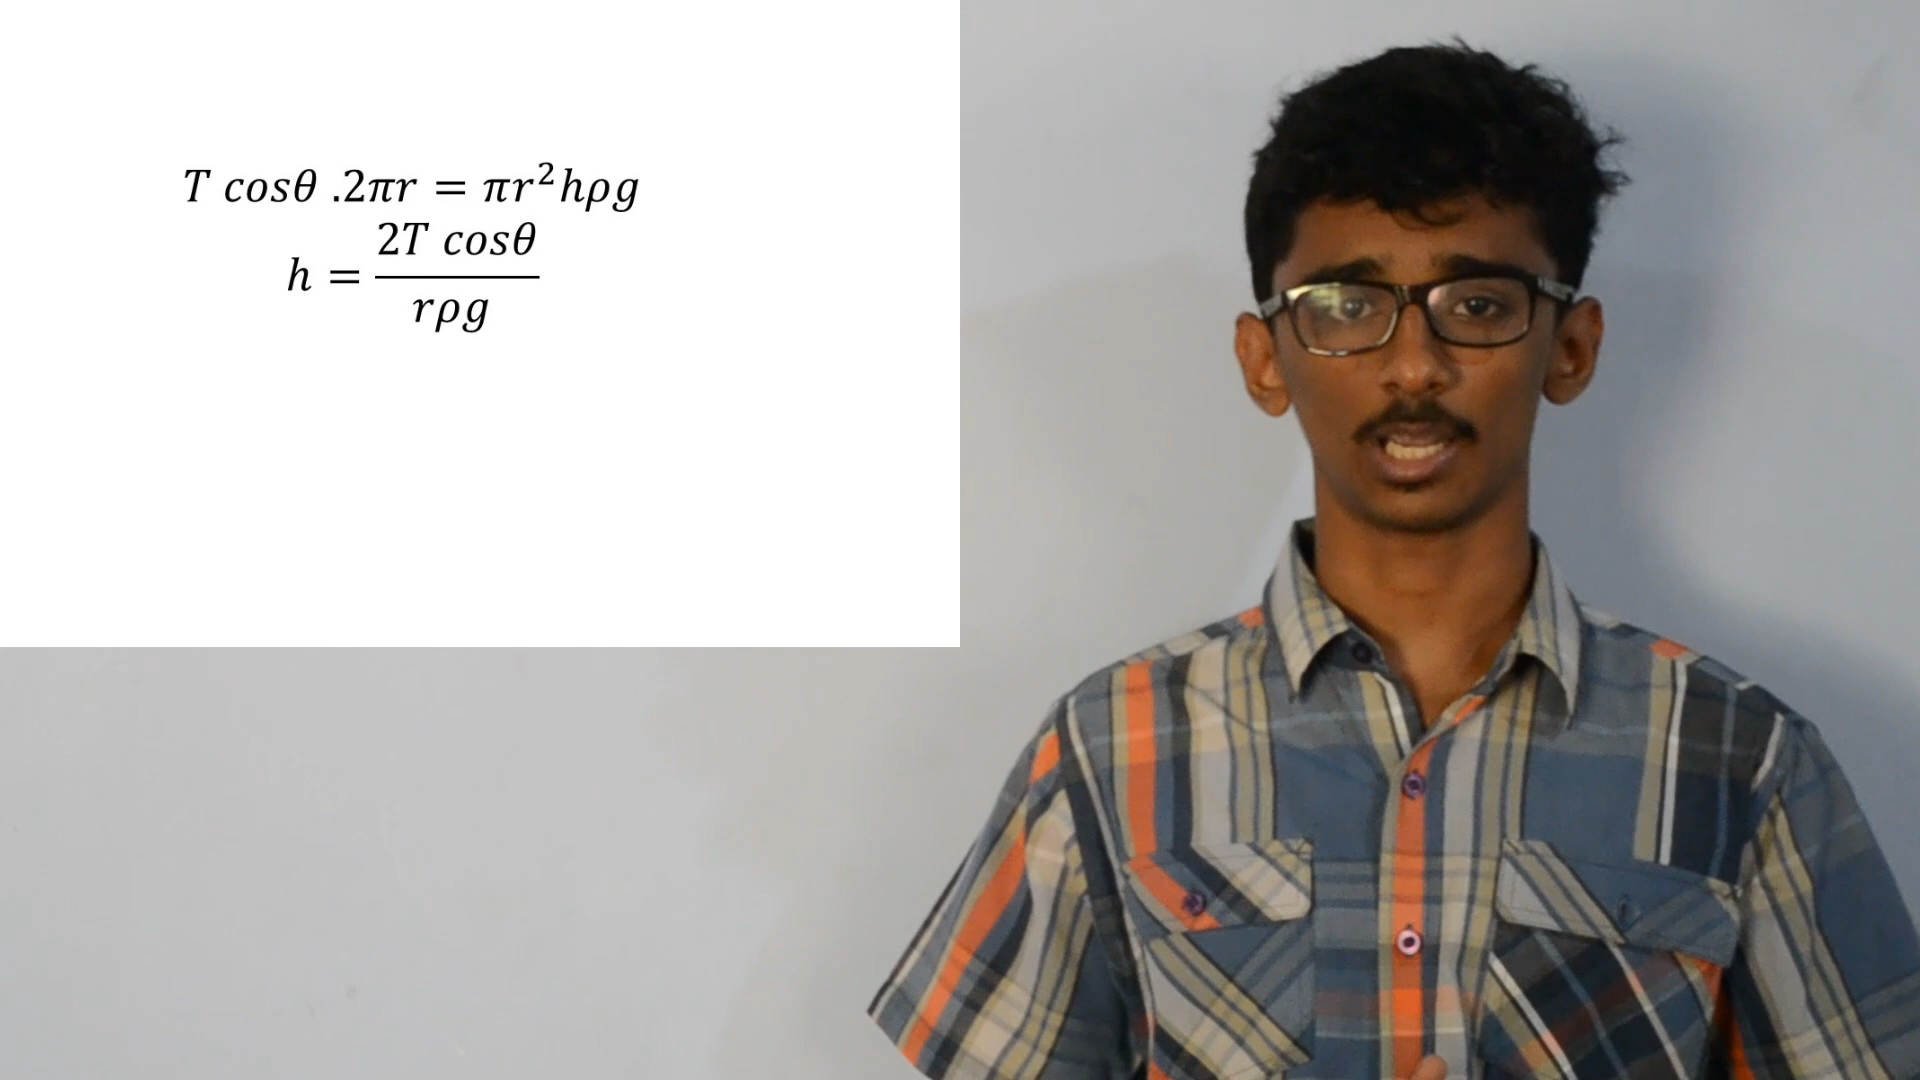 T cosθ .2πr = πr²hρg
h = 2T cosθ / rρg